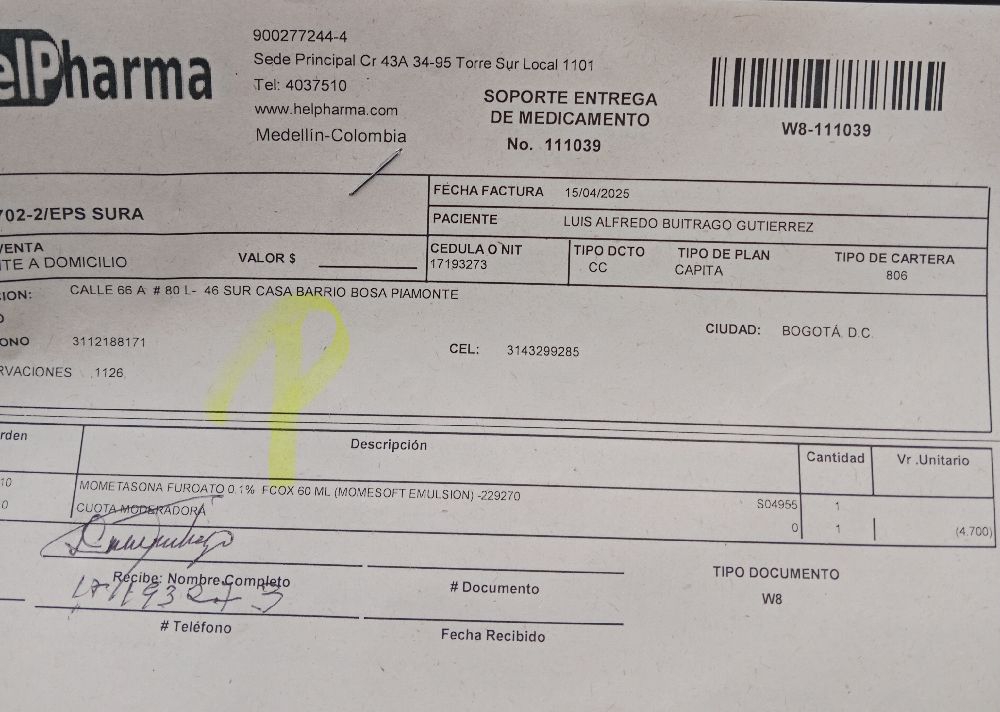 elPharma
900277244-4
Sede Principal Cr 43A 34-95 Torre Sur Local 1101
Tel: 4037510
www.helpharma.com
Medellín-Colombia
SOPORTE ENTREGA
DE MEDICAMENTO
No. 111039
W8-111039
702-2/EPS SURA
FECHA FACTURA 15/04/2025
PACIENTE LUIS ALFREDO BUITRAGO GUTIERREZ
VENTA
TE A DOMICILIO
VALOR $
CEDULA O NIT
17193273
TIPO DCTO
CC
TIPO DE PLAN
CAPITA
TIPO DE CARTERA
806
ION: CALLE 66 A # 80 L- 46 SUR CASA BARRIO BOSA PIAMONTE
O
CIUDAD: BOGOTÁ, D.C.
ONO 3112188171
CEL: 3143299285
RVACIONES .1126
rden Descripción Cantidad Vr .Unitario
10 MOMETASONA FUROATO 0.1% FCOX 60 ML (MOMESOFT EMULSION) -229270 S04955 1
0 CUOTA MODERADORA 0 1 (4.700)
Recibe: Nombre Completo
17193273
# Documento
# Teléfono
Fecha Recibido
TIPO DOCUMENTO
W8